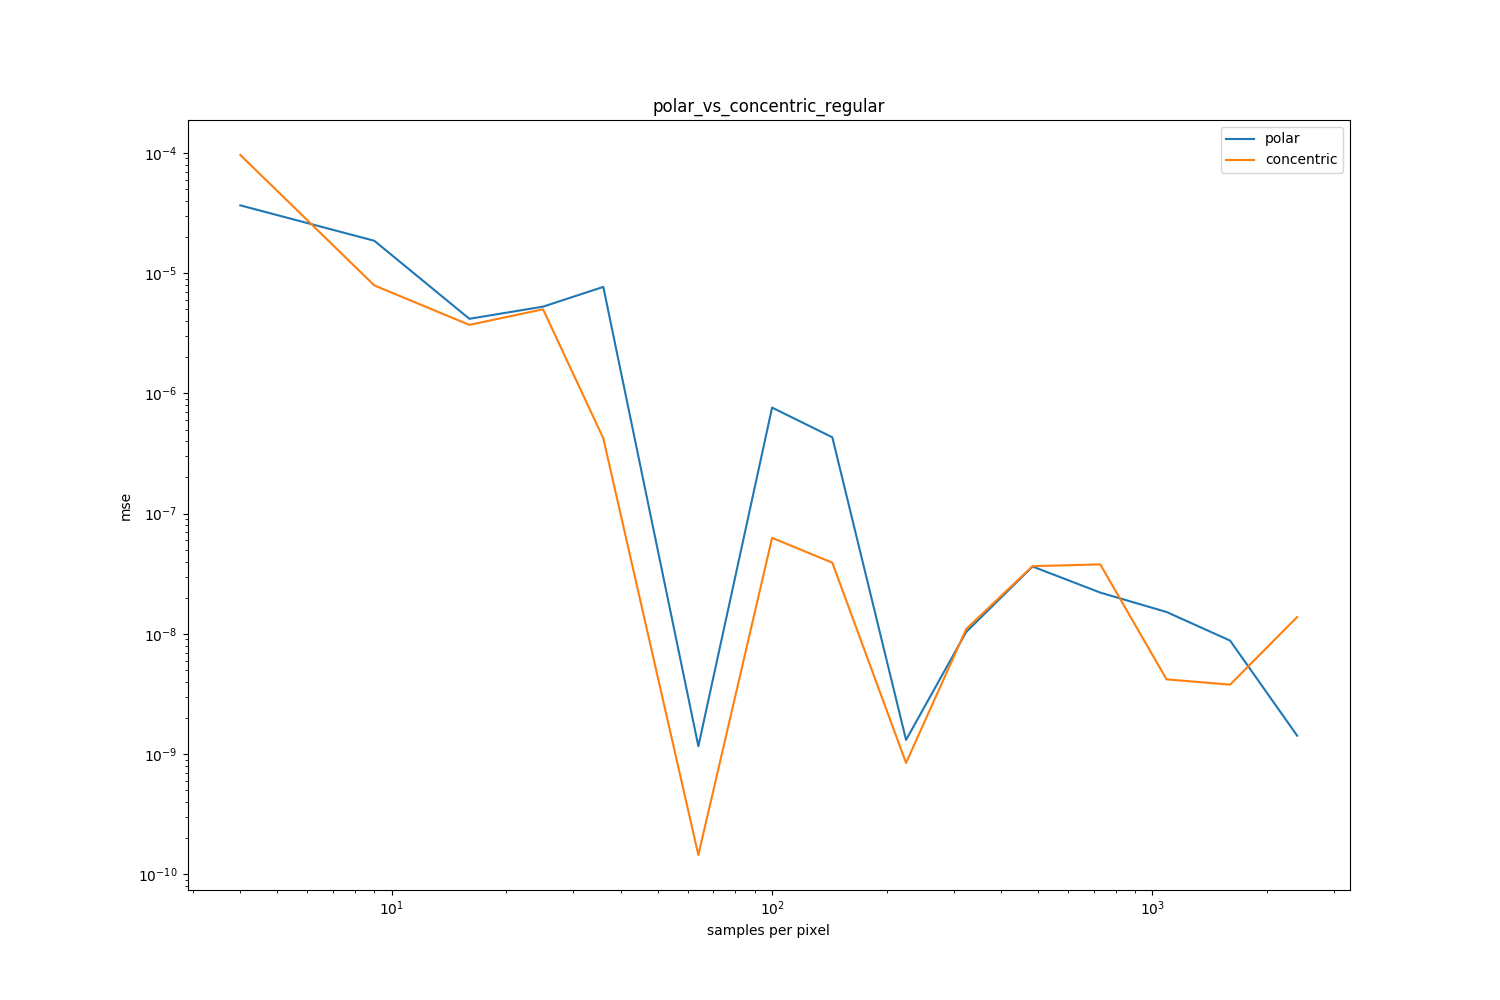 polar_vs_concentric_regular
polar
concentric
10⁻⁴
10⁻⁵
10⁻⁶
10⁻⁷
10⁻⁸
10⁻⁹
10⁻¹⁰
mse
10¹
10²
10³
samples per pixel